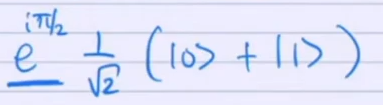 e^{iπ/2} 1/√2 (|0> + |1>)